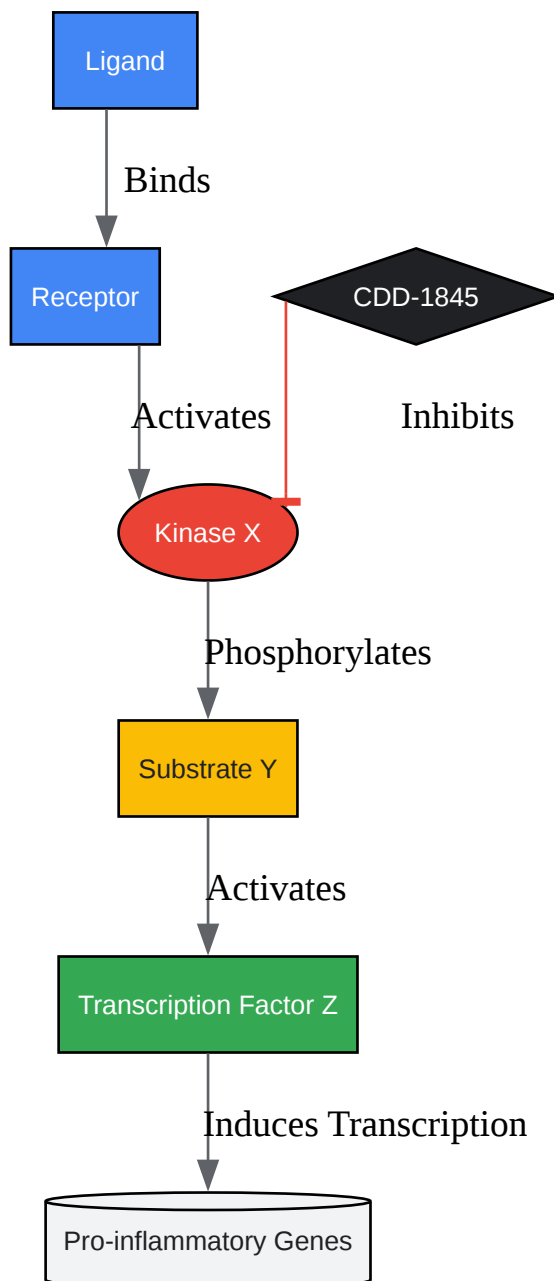 Ligand
Binds
Receptor
CDD-1845
Activates
Inhibits
Kinase X
Phosphorylates
Substrate Y
Activates
Transcription Factor Z
Induces Transcription
Pro-inflammatory Genes